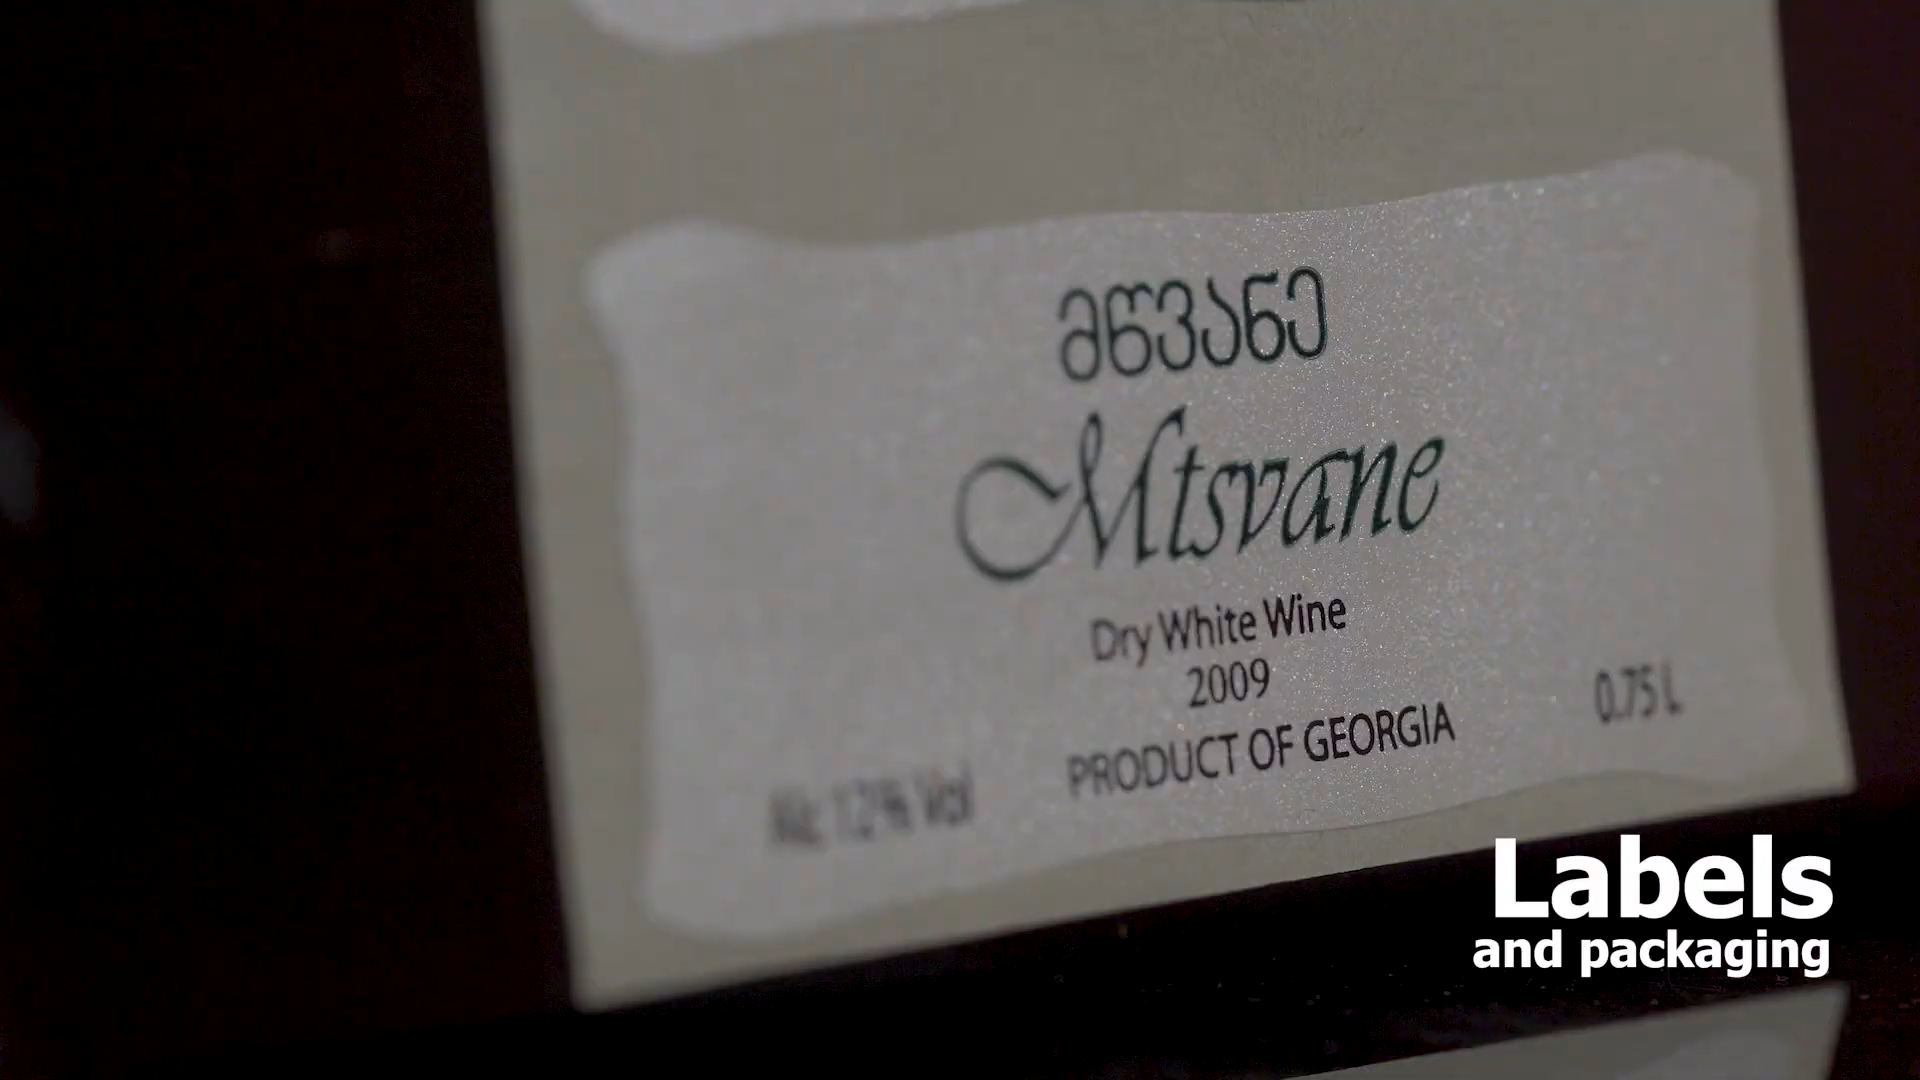 მწვანე
Mtsvane
Dry White Wine
2009
PRODUCT OF GEORGIA
0.75 L
Alc 12% Vol
Labels
and packaging